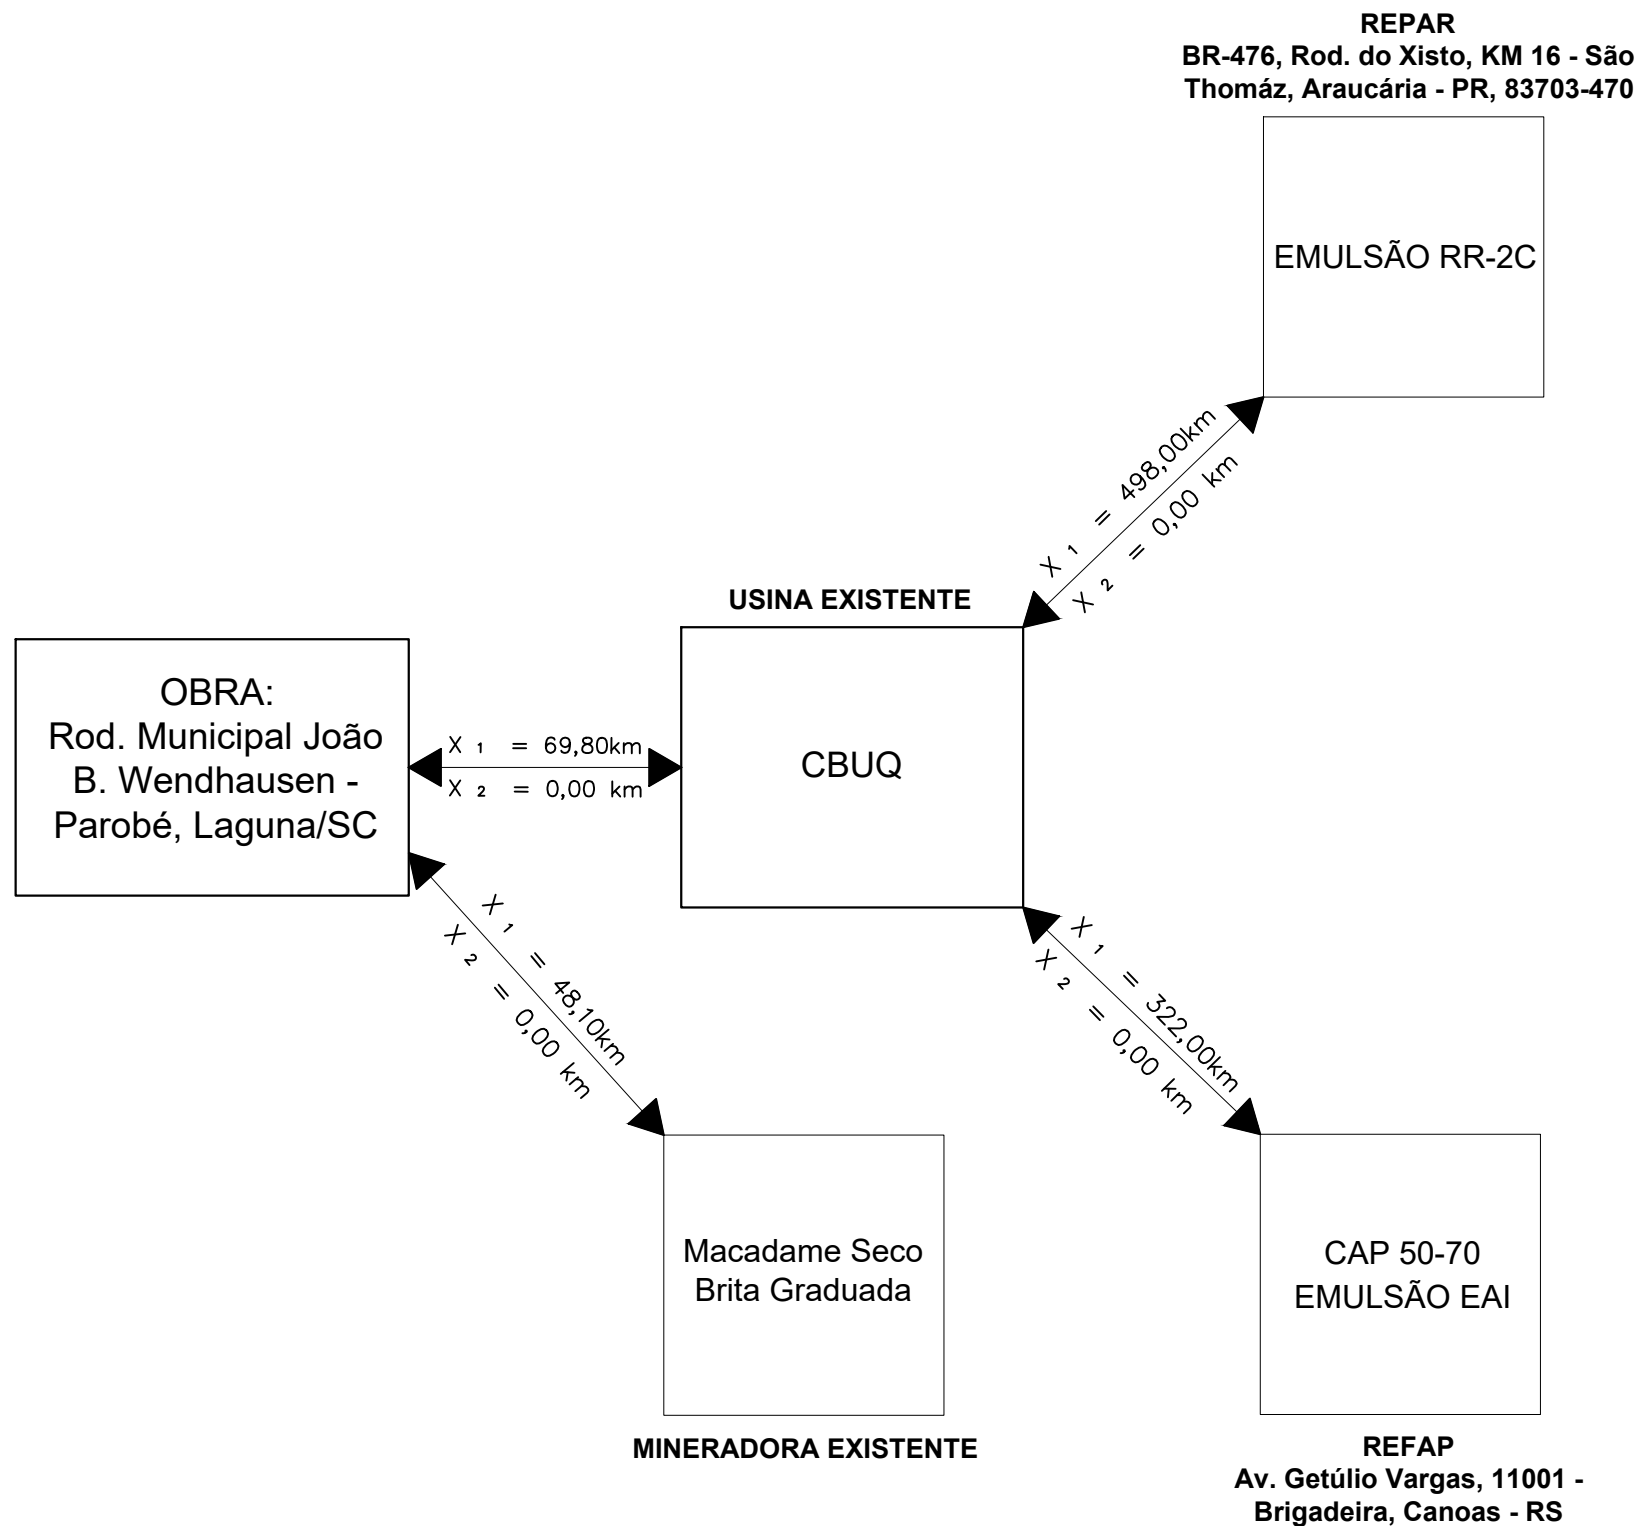 REPAR
BR-476, Rod. do Xisto, KM 16 - São
Thomáz, Araucária - PR, 83703-470
EMULSÃO RR-2C
X 1 = 498,00km
X 2 = 0,00 km
USINA EXISTENTE
OBRA:
Rod. Municipal João
B. Wendhausen -
Parobé, Laguna/SC
X 1 = 69,80km
X 2 = 0,00 km
CBUQ
X 1 = 48,10km
X 2 = 0,00 km
X 1 = 322,00km
X 2 = 0,00 km
Macadame Seco
Brita Graduada
MINERADORA EXISTENTE
CAP 50-70
EMULSÃO EAI
REFAP
Av. Getúlio Vargas, 11001 -
Brigadeira, Canoas - RS